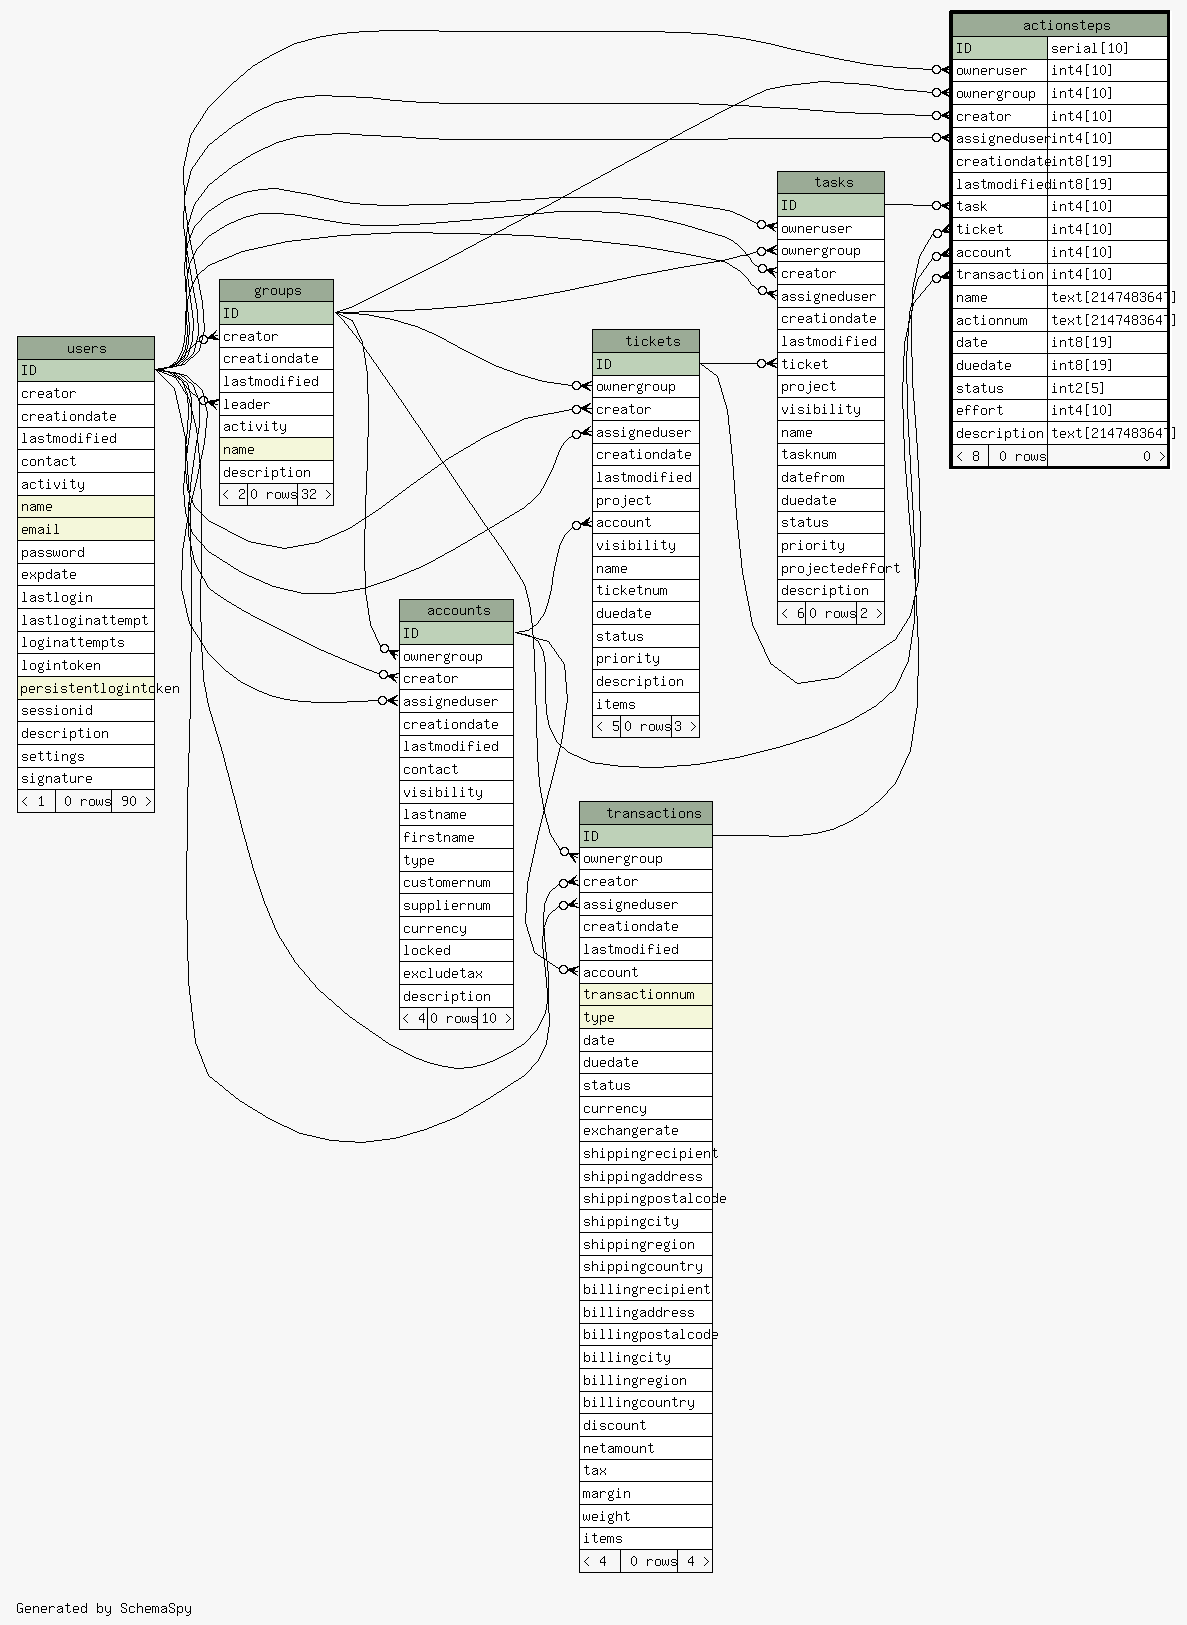 actionsteps
ID serial[10]
owneruser int4[10]
ownergroup int4[10]
creator int4[10]
assigneduser int4[10]
creationdate int8[19]
lastmodified int8[19]
task int4[10]
ticket int4[10]
account int4[10]
transaction int4[10]
name text[2147483647]
actionnum text[2147483647]
date int8[19]
duedate int8[19]
status int2[5]
effort int4[10]
description text[2147483647]
< 8 0 rows 0 >
tasks
ID
owneruser
ownergroup
creator
assigneduser
creationdate
lastmodified
ticket
project
visibility
name
tasknum
datefrom
duedate
status
priority
projectedeffort
description
< 6 0 rows 2 >
groups
ID
creator
creationdate
lastmodified
leader
activity
name
description
< 2 0 rows 32 >
users
ID
creator
creationdate
lastmodified
contact
activity
name
email
password
expdate
lastlogin
lastloginattempt
loginattempts
logintoken
persistentlogintoken
sessionid
description
settings
signature
< 1 0 rows 90 >
tickets
ID
ownergroup
creator
assigneduser
creationdate
lastmodified
project
account
visibility
name
ticketnum
duedate
status
priority
description
items
< 5 0 rows 3 >
accounts
ID
ownergroup
creator
assigneduser
creationdate
lastmodified
contact
visibility
lastname
firstname
type
customernum
suppliernum
currency
locked
excludetax
description
< 4 0 rows 10 >
transactions
ID
ownergroup
creator
assigneduser
creationdate
lastmodified
account
transactionnum
type
date
duedate
status
currency
exchangerate
shippingrecipient
shippingaddress
shippingpostalcode
shippingcity
shippingregion
shippingcountry
billingrecipient
billingaddress
billingpostalcode
billingcity
billingregion
billingcountry
discount
netamount
tax
margin
weight
items
< 4 0 rows 4 >
Generated by SchemaSpy